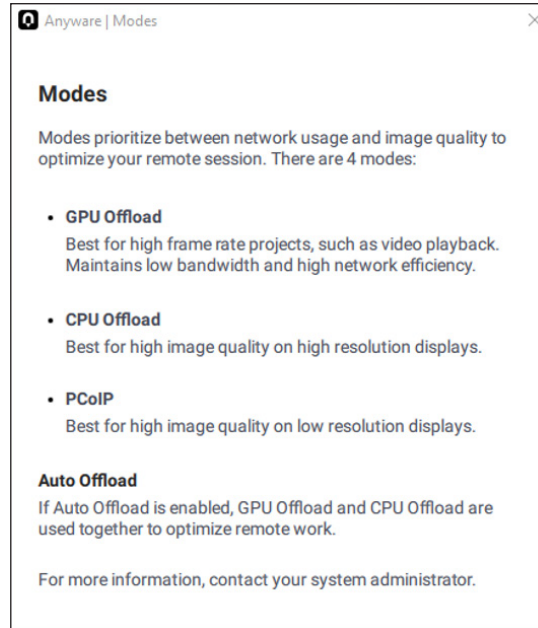 Anyware | Modes
Modes
Modes prioritize between network usage and image quality to
optimize your remote session. There are 4 modes:
• GPU Offload
Best for high frame rate projects, such as video playback.
Maintains low bandwidth and high network efficiency.
• CPU Offload
Best for high image quality on high resolution displays.
• PCoIP
Best for high image quality on low resolution displays.
Auto Offload
If Auto Offload is enabled, GPU Offload and CPU Offload are
used together to optimize remote work.
For more information, contact your system administrator.